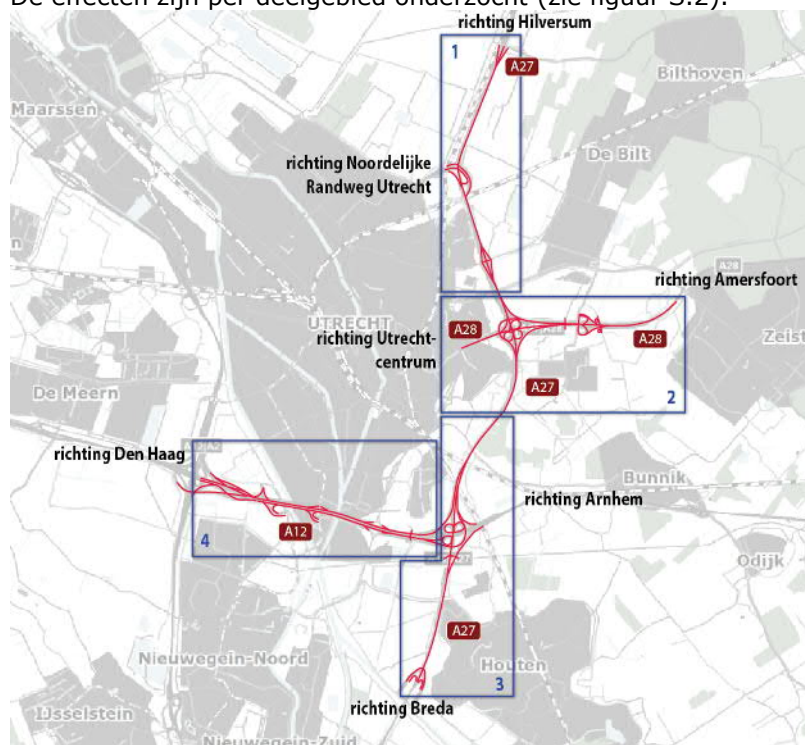 De effecten zijn per deelgebied onderzocht (zie figuur S.2).
richting Hilversum
1
A27
Bilthoven
Maarssen
De Bilt
richting Noordelijke
Randweg Utrecht
A28
richting Amersfoort
UTRECHT
A28
richting Utrecht-
centrum
A28
Zeist
A27
De Meern
2
richting Den Haag
Bunnik
richting Arnhem
4
A12
Odijk
A27
Nieuwegein-Noord
Houten
3
richting Breda
IJsselstein
Nieuwegein-Zuid